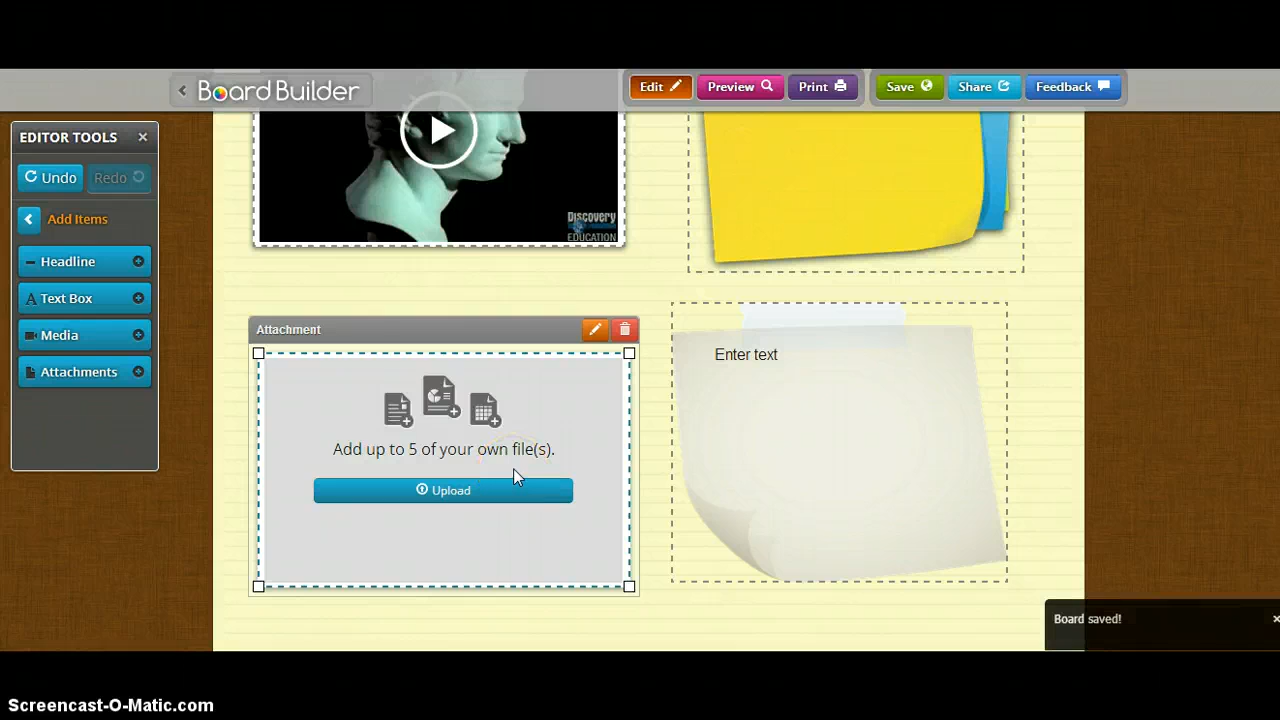 Board Builder
Edit
Preview
Print
Save
Share
Feedback
EDITOR TOOLS
Undo
Redo
Add Items
Headline
Text Box
Media
Attachments
Discovery
EDUCATION
Attachment
Add up to 5 of your own file(s).
Upload
Enter text
Board saved!
Screencast-O-Matic.com